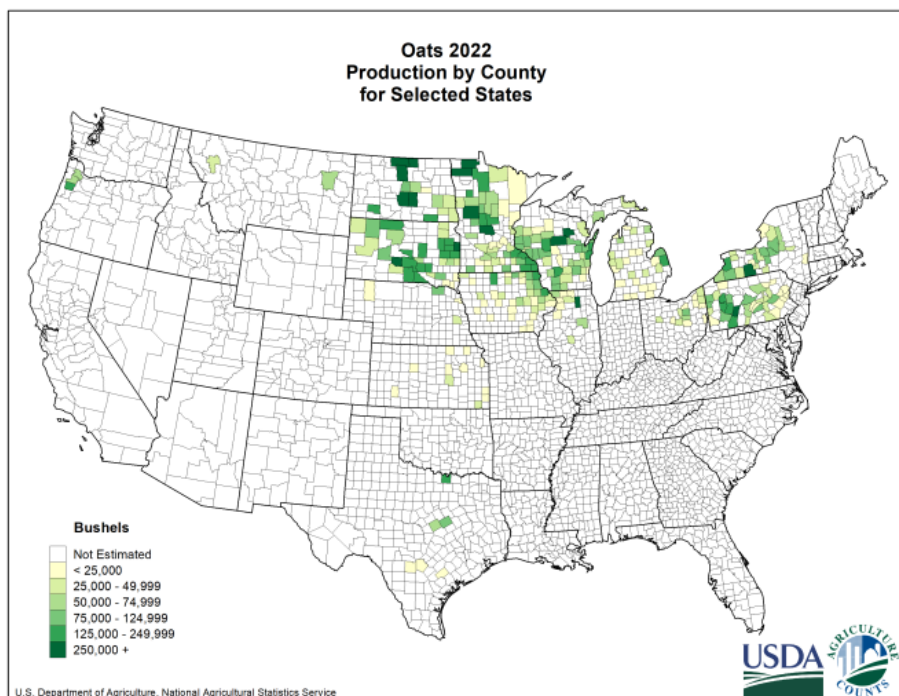 Oats 2022
Production by County
for Selected States
Bushels
Not Estimated
< 25,000
25,000 - 49,999
50,000 - 74,999
75,000 - 124,999
125,000 - 249,999
250,000 +
USDA
AGRICULTURE
COUNTS
U.S. Department of Agriculture, National Agricultural Statistics Service